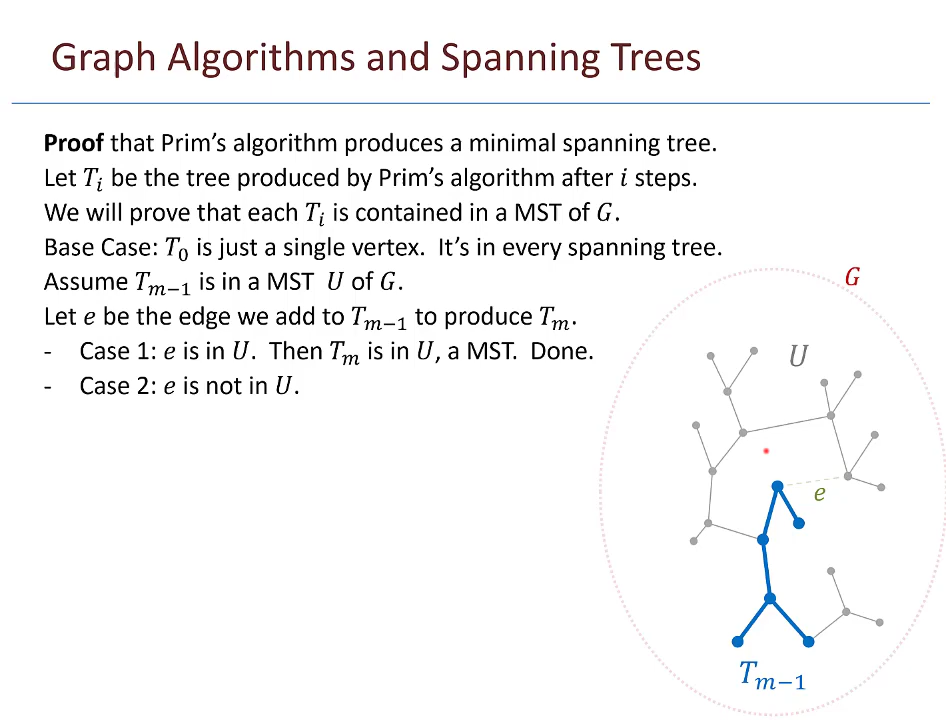 Graph Algorithms and Spanning Trees
Proof that Prim's algorithm produces a minimal spanning tree.
Let 𝑇ᵢ be the tree produced by Prim's algorithm after 𝑖 steps.
We will prove that each 𝑇ᵢ is contained in a MST of 𝐺.
Base Case: 𝑇₀ is just a single vertex. It's in every spanning tree.
Assume 𝑇ₘ₋₁ is in a MST 𝑈 of 𝐺.
Let 𝑒 be the edge we add to 𝑇ₘ₋₁ to produce 𝑇ₘ.
- Case 1: 𝑒 is in 𝑈. Then 𝑇ₘ is in 𝑈, a MST. Done.
- Case 2: 𝑒 is not in 𝑈.
𝐺
𝑈
𝑒
𝑇ₘ₋₁